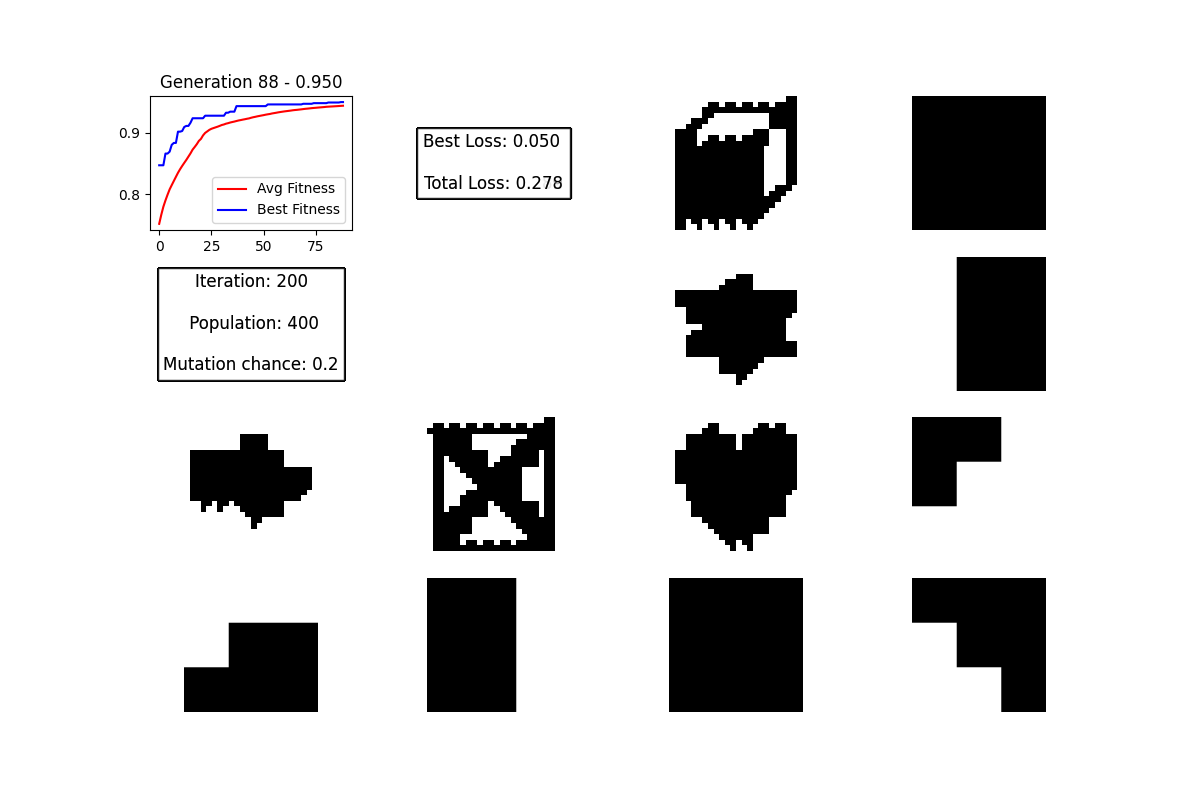 Generation 88 - 0.950
0.9
0.8
Avg Fitness
Best Fitness
0 25 50 75
Best Loss: 0.050
Total Loss: 0.278
Iteration: 200
Population: 400
Mutation chance: 0.2